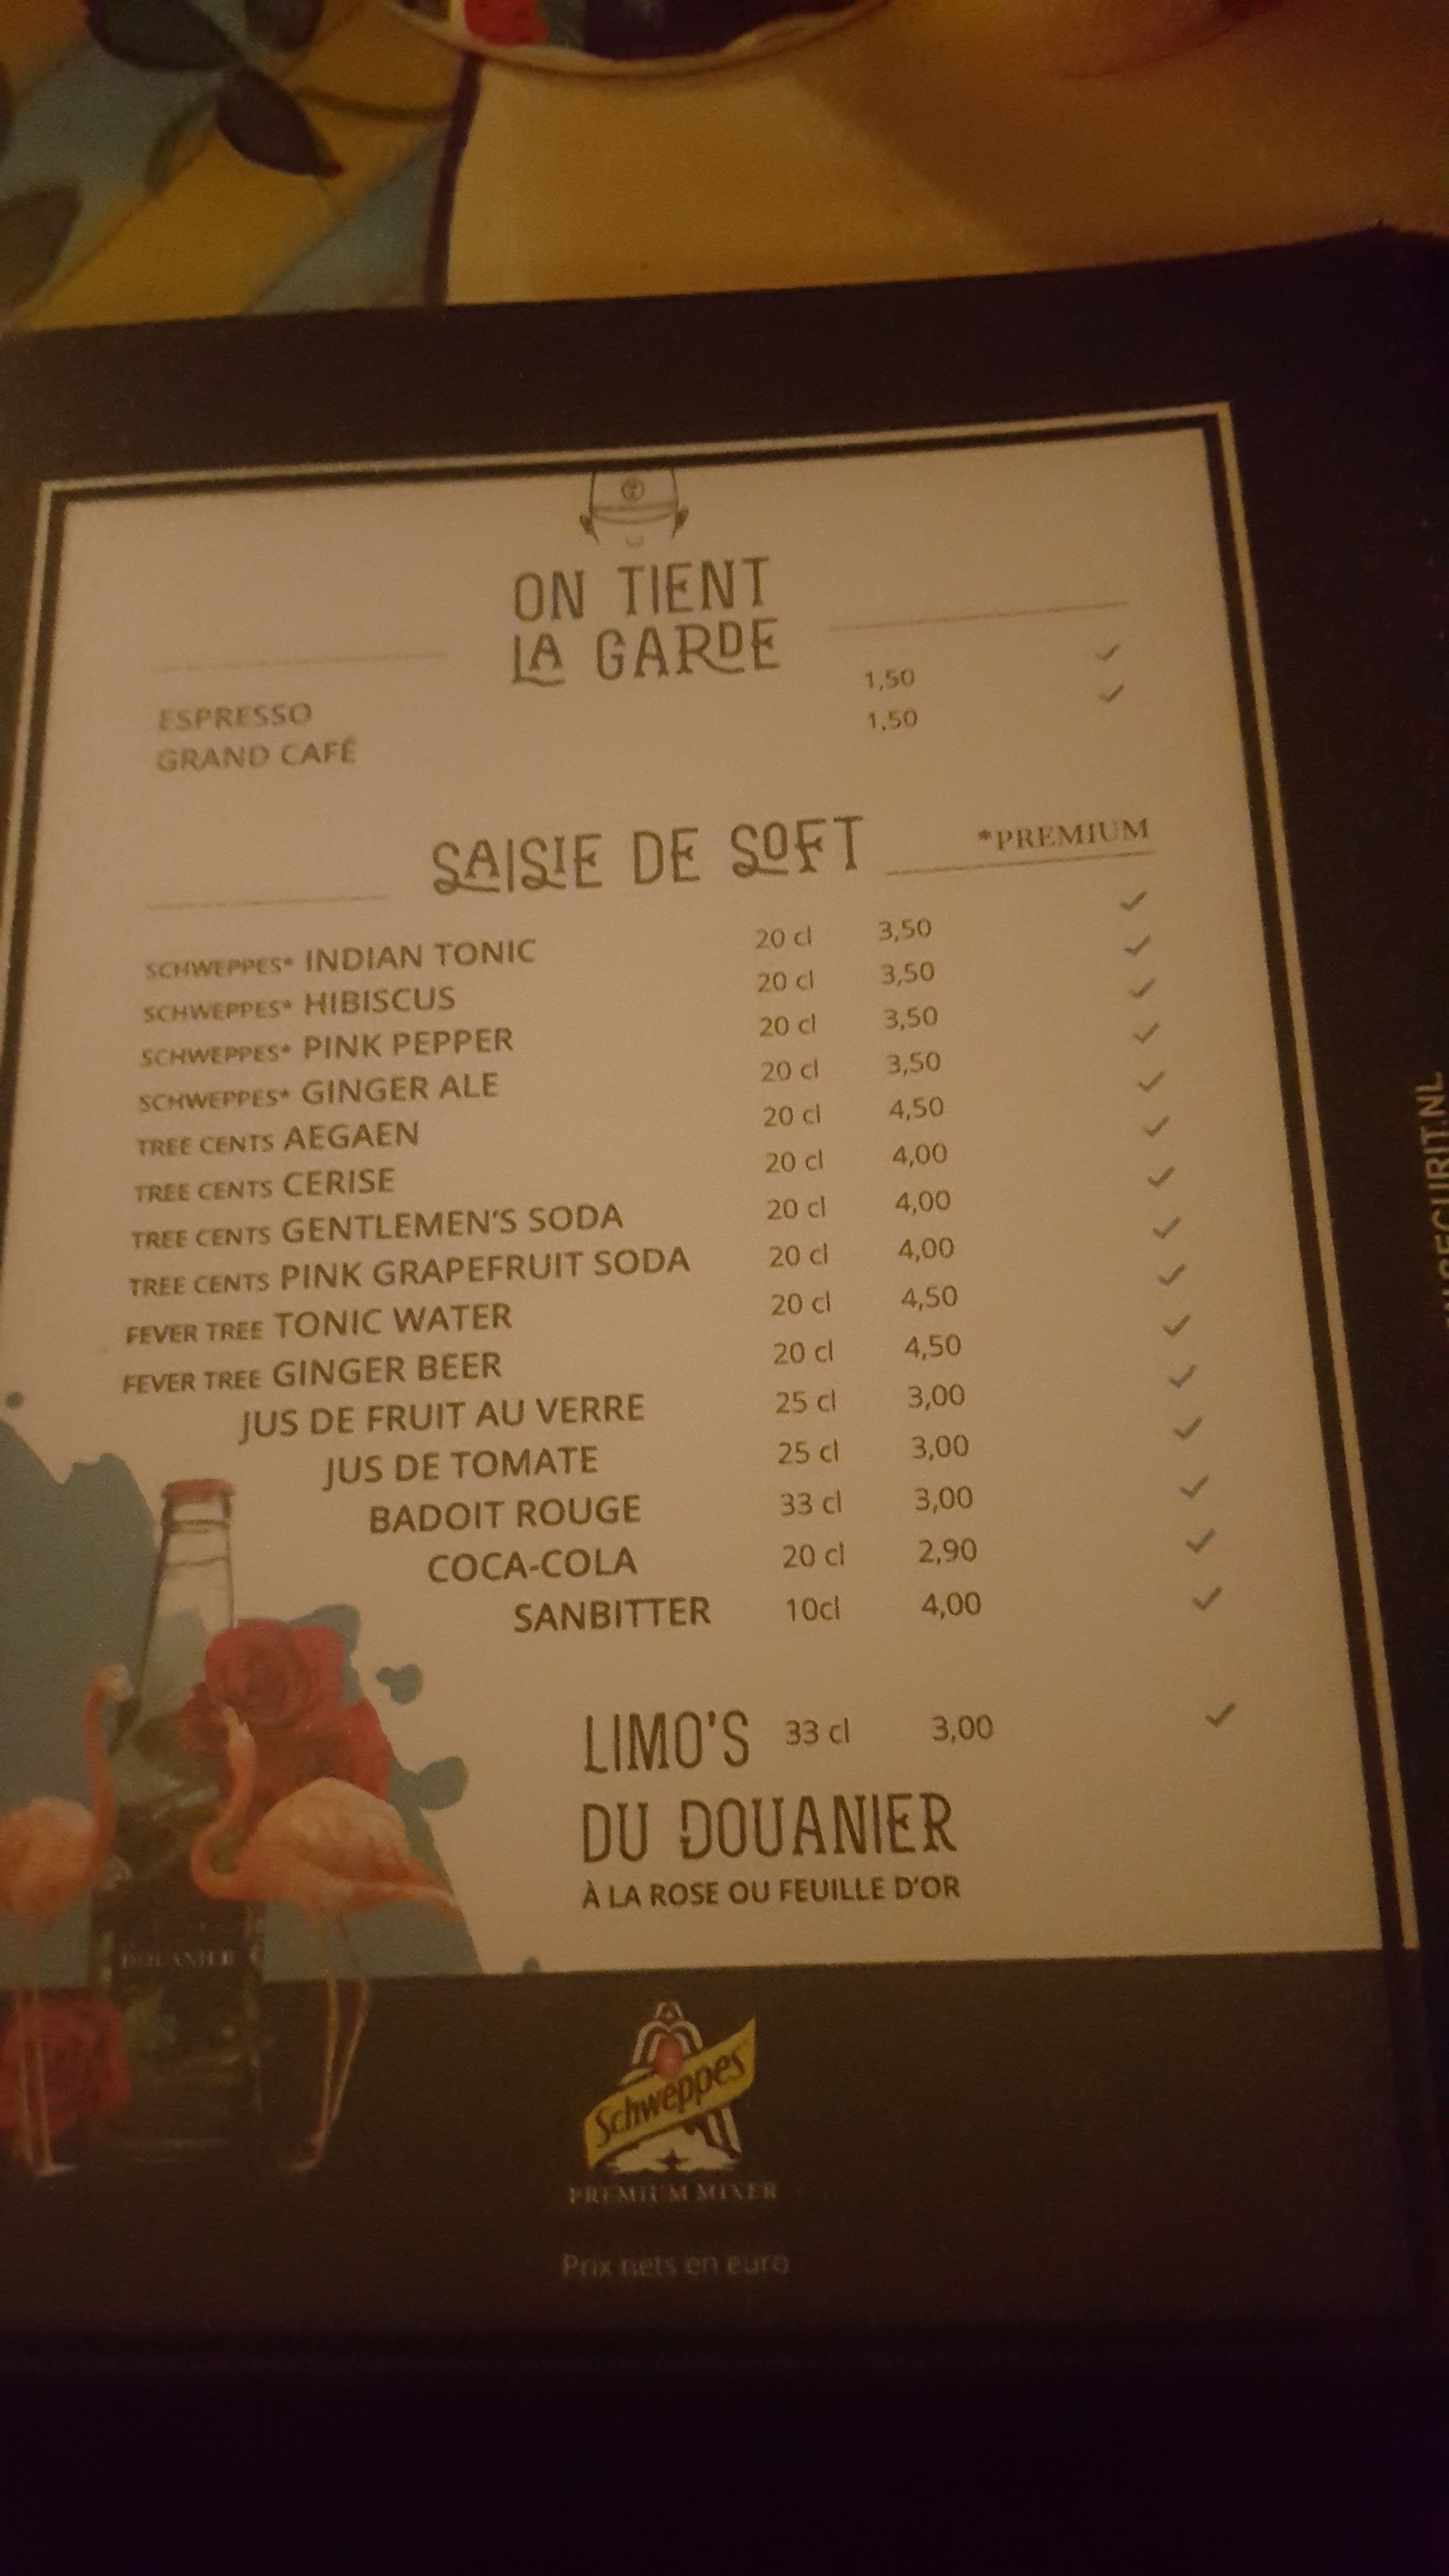 ON TIENT
LA GARDE
ESPRESSO 1,50 ✓
GRAND CAFÉ 1,50 ✓
SAISIE DE SOFT *PREMIUM
SCHWEPPES* INDIAN TONIC 20 cl 3,50 ✓
SCHWEPPES* HIBISCUS 20 cl 3,50 ✓
SCHWEPPES* PINK PEPPER 20 cl 3,50 ✓
SCHWEPPES* GINGER ALE 20 cl 3,50 ✓
TREE CENTS AEGAEN 20 cl 4,50 ✓
TREE CENTS CERISE 20 cl 4,00 ✓
TREE CENTS GENTLEMEN'S SODA 20 cl 4,00 ✓
TREE CENTS PINK GRAPEFRUIT SODA 20 cl 4,00 ✓
FEVER TREE TONIC WATER 20 cl 4,50 ✓
FEVER TREE GINGER BEER 20 cl 4,50 ✓
JUS DE FRUIT AU VERRE 25 cl 3,00 ✓
JUS DE TOMATE 25 cl 3,00 ✓
BADOIT ROUGE 33 cl 3,00 ✓
COCA-COLA 20 cl 2,90 ✓
SANBITTER 10cl 4,00 ✓
LIMO'S 33 cl 3,00 ✓
DU DOUANIER
À LA ROSE OU FEUILLE D'OR
DOUANIER
Schweppes
PREMIUM MIXER
Prix nets en euro